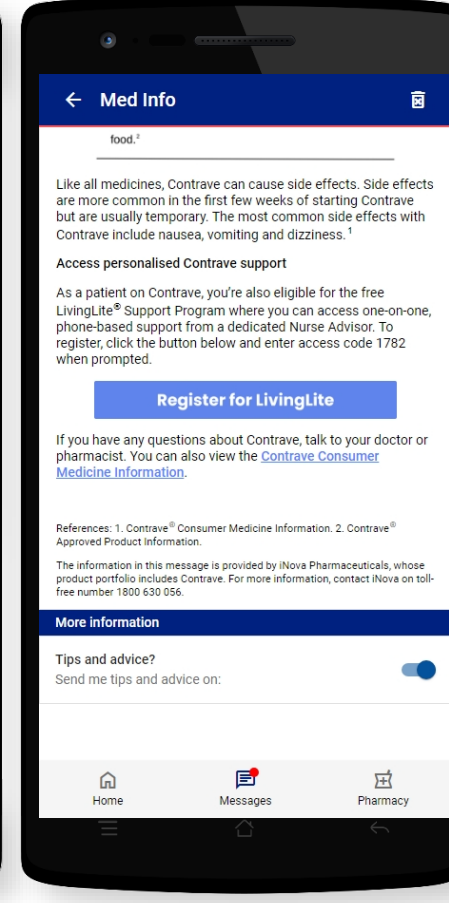 Med Info
food.²
Like all medicines, Contrave can cause side effects. Side effects
are more common in the first few weeks of starting Contrave
but are usually temporary. The most common side effects with
Contrave include nausea, vomiting and dizziness.¹
Access personalised Contrave support
As a patient on Contrave, you’re also eligible for the free
LivingLite® Support Program where you can access one-on-one,
phone-based support from a dedicated Nurse Advisor. To
register, click the button below and enter access code 1782
when prompted.
Register for LivingLite
If you have any questions about Contrave, talk to your doctor or
pharmacist. You can also view the Contrave Consumer
Medicine Information.
References: 1. Contrave® Consumer Medicine Information. 2. Contrave®
Approved Product Information.
The information in this message is provided by iNova Pharmaceuticals, whose
product portfolio includes Contrave. For more information, contact iNova on toll-
free number 1800 630 056.
More information
Tips and advice?
Send me tips and advice on:
Home
Messages
Pharmacy